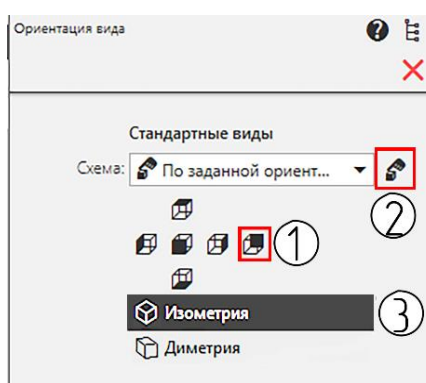 Ориентация вида
Стандартные виды
Схема: По заданной ориент...
1
2
Изометрия 3
Диметрия